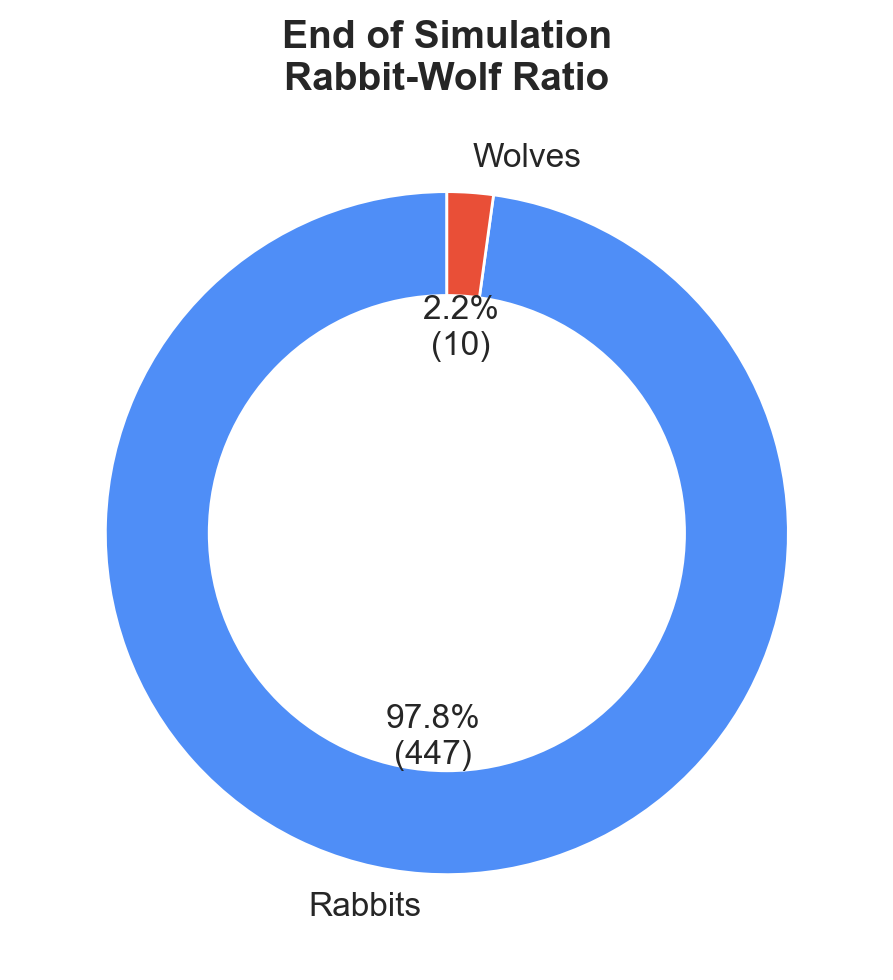 End of Simulation
Rabbit-Wolf Ratio
Wolves
2.2%
(10)
97.8%
(447)
Rabbits